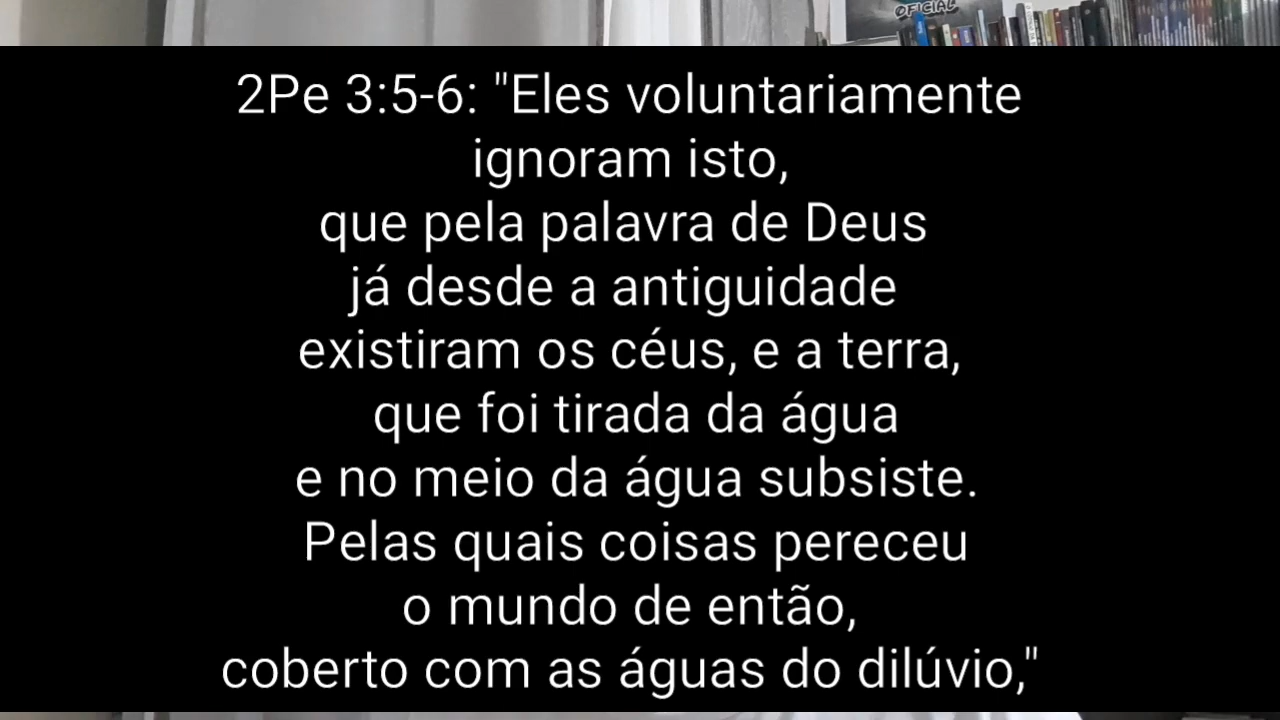 OFICIAL
2Pe 3:5-6: "Eles voluntariamente
ignoram isto,
que pela palavra de Deus
já desde a antiguidade
existiram os céus, e a terra,
que foi tirada da água
e no meio da água subsiste.
Pelas quais coisas pereceu
o mundo de então,
coberto com as águas do dilúvio,"